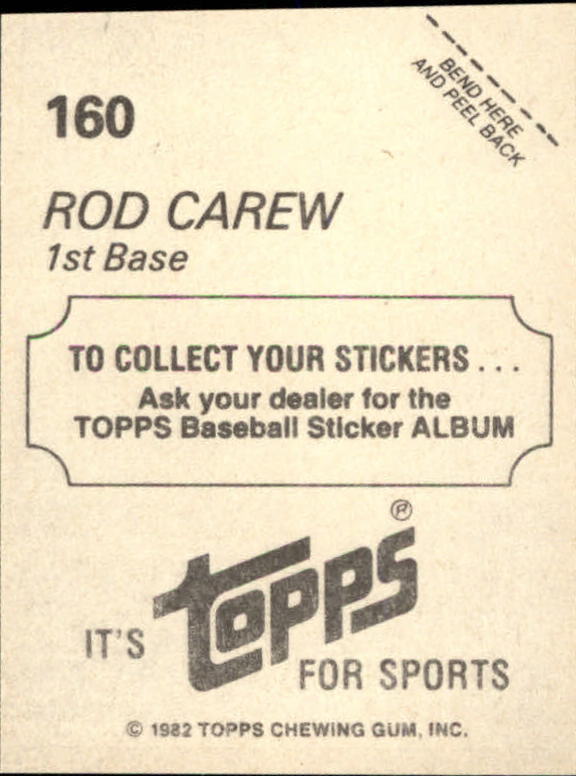 BEND HERE
AND PEEL BACK
160
ROD CAREW
1st Base
TO COLLECT YOUR STICKERS...
Ask your dealer for the
TOPPS Baseball Sticker ALBUM
®
IT'S topps
FOR SPORTS
© 1982 TOPPS CHEWING GUM, INC.